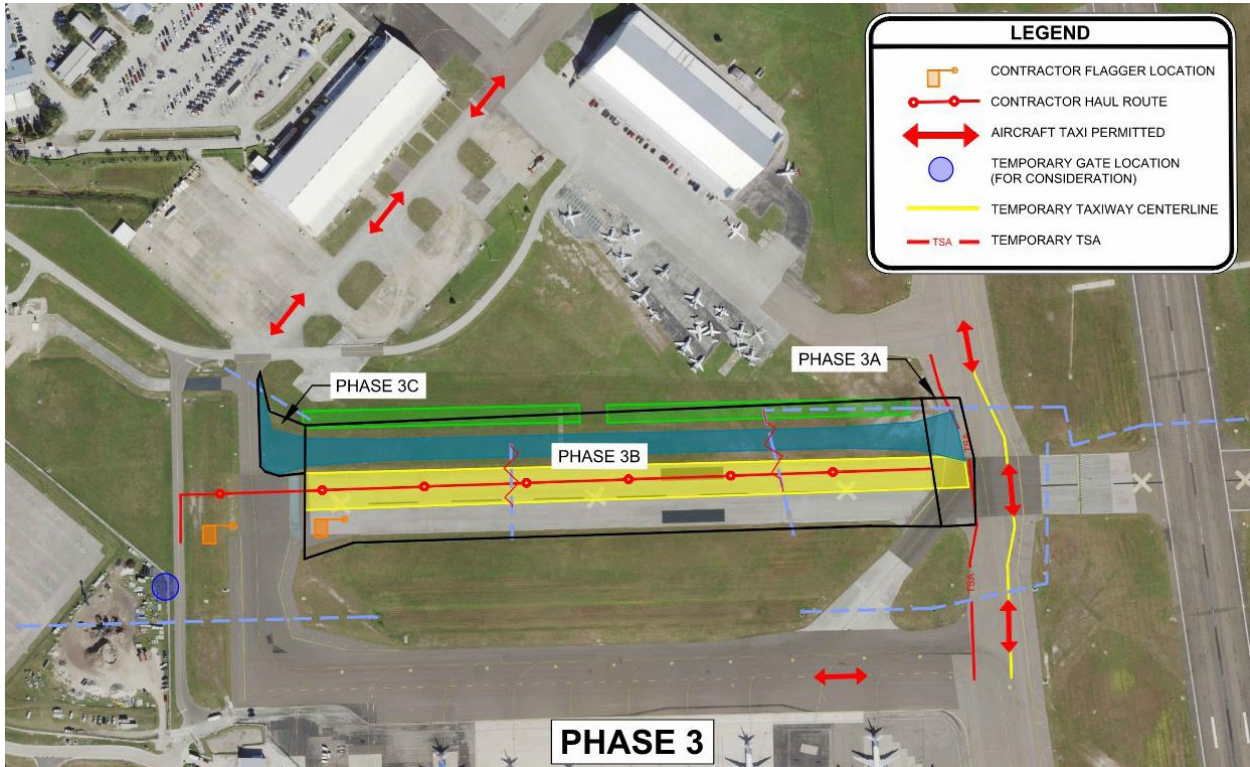 LEGEND
CONTRACTOR FLAGGER LOCATION
CONTRACTOR HAUL ROUTE
AIRCRAFT TAXI PERMITTED
TEMPORARY GATE LOCATION
(FOR CONSIDERATION)
TEMPORARY TAXIWAY CENTERLINE
TSA
TEMPORARY TSA
PHASE 3A
PHASE 3C
TSA
PHASE 3B
TSA
PHASE 3